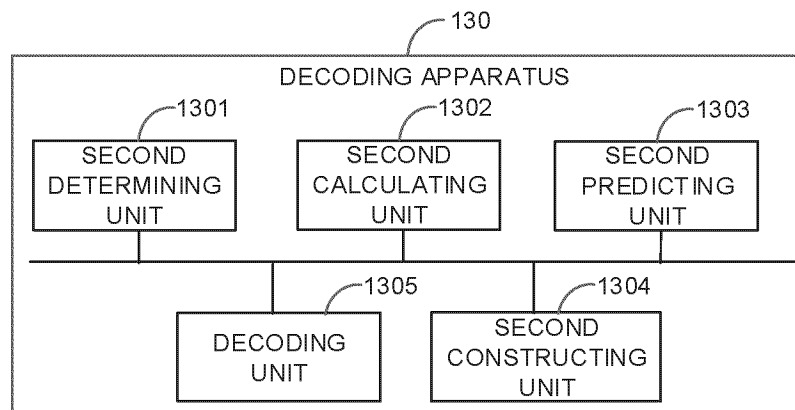 130
DECODING APPARATUS
1301
1302
1303
SECOND
DETERMINING
UNIT
SECOND
CALCULATING
UNIT
SECOND
PREDICTING
UNIT
1305
1304
DECODING
UNIT
SECOND
CONSTRUCTING
UNIT